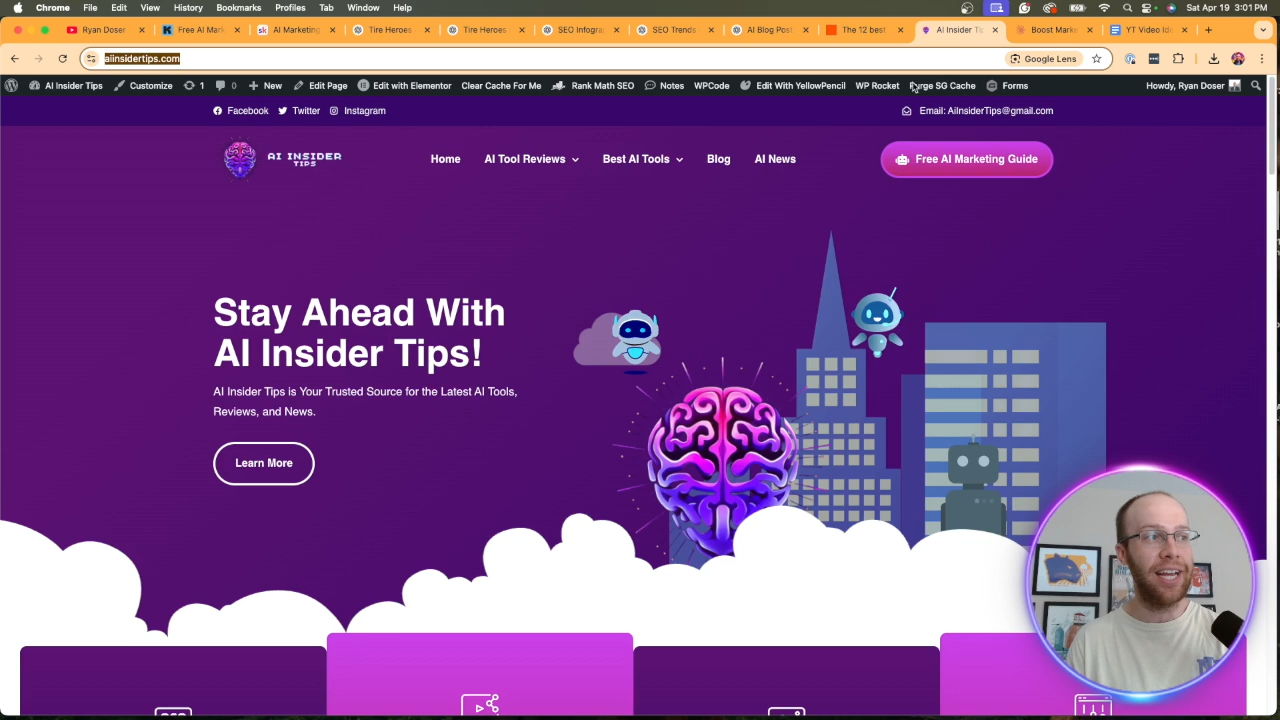 Chrome File Edit View History Bookmarks Profiles Tab Window Help Sat Apr 19 3:01 PM
Ryan Doser Free AI Mark AI Marketing Tire Heroes Tire Heroes SEO Infogra SEO Trends AI Blog Post The 12 best AI Insider Ti Boost Marke YT Video Id
aiinsidertips.com Google Lens
AI Insider Tips Customize 1 0 New Edit Page Edit with Elementor Clear Cache For Me Rank Math SEO Notes WPCode Edit With YellowPencil WP Rocket Purge SG Cache Forms Howdy, Ryan Doser
Facebook Twitter Instagram Email: AiInsiderTips@gmail.com
AI INSIDER
TIPS
Home AI Tool Reviews Best AI Tools Blog AI News Free AI Marketing Guide
Stay Ahead With
AI Insider Tips!
AI Insider Tips is Your Trusted Source for the Latest AI Tools,
Reviews, and News.
Learn More